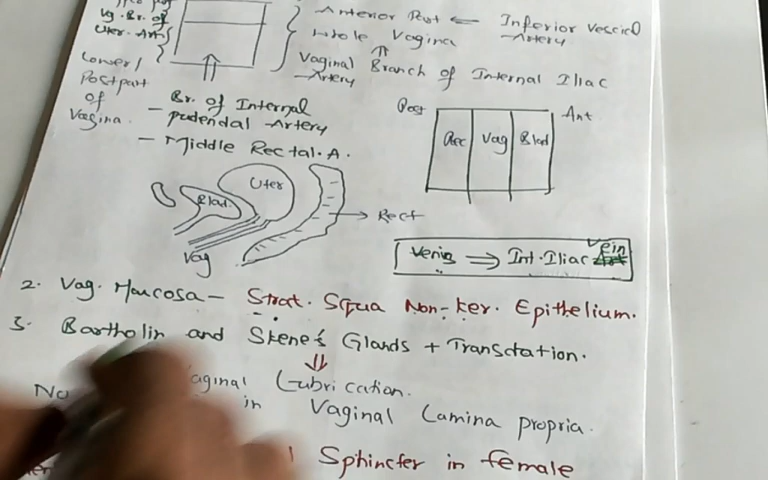 Vg. Br. of
Uter. Art
Anterior Part ⇐ Inferior Vescicl
Artery
whole Vagina
⇑
Vaginal Branch of Internal Iliac
Artery
Lower/
Postpart
of
Vagina.
- Br. of Internal
pudendal Artery
- Middle Rectal. A.
Post
Ant
Rec
Vag
Blad
Uter
Blad
→ Rect
Vag
Veins ⇒ Int. Iliac Vein
2. Vag. Mucosa - Strat. Squa Non-ker. Epithelium.
3. Bartholin and Skene's Glands + Transdation.
⇓
No
aginal Lubrication.
in Vaginal Lamina propria.
Sphincter in female